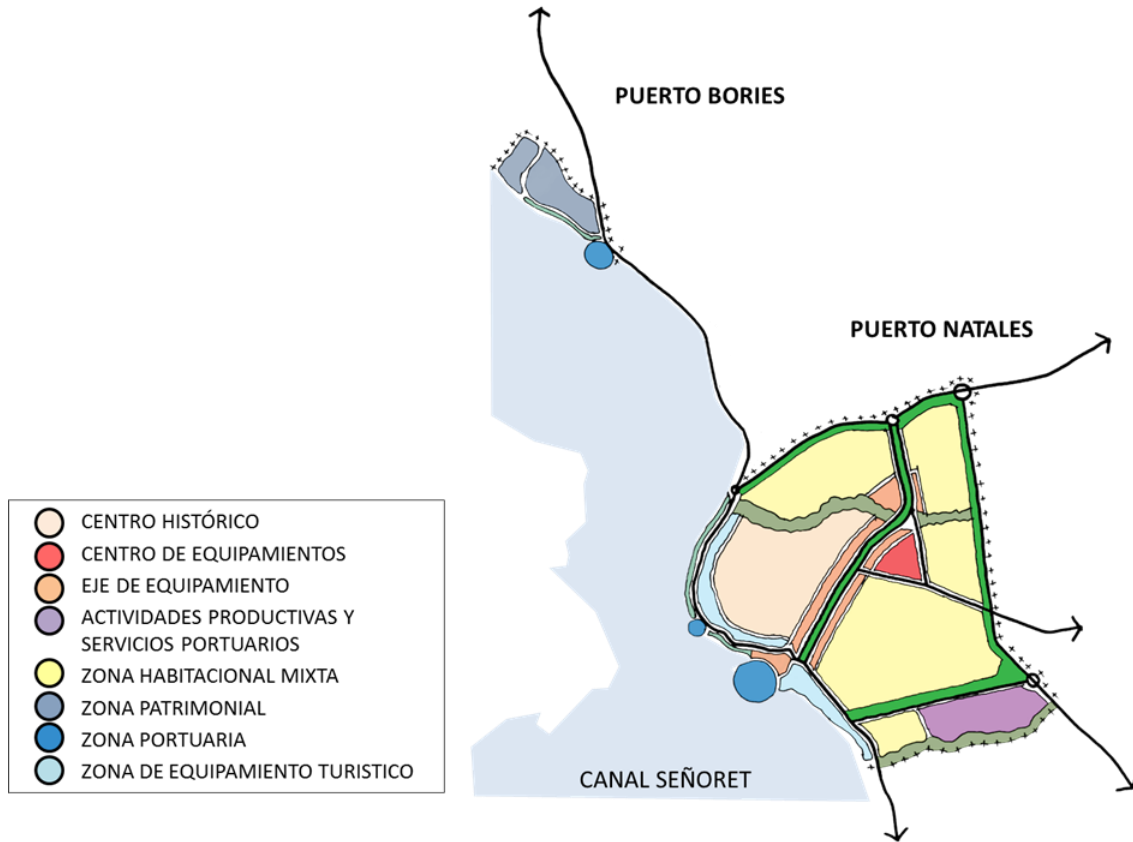 PUERTO BORIES
PUERTO NATALES
CENTRO HISTÓRICO
CENTRO DE EQUIPAMIENTOS
EJE DE EQUIPAMIENTO
ACTIVIDADES PRODUCTIVAS Y
SERVICIOS PORTUARIOS
ZONA HABITACIONAL MIXTA
ZONA PATRIMONIAL
ZONA PORTUARIA
ZONA DE EQUIPAMIENTO TURISTICO
CANAL SEÑORET